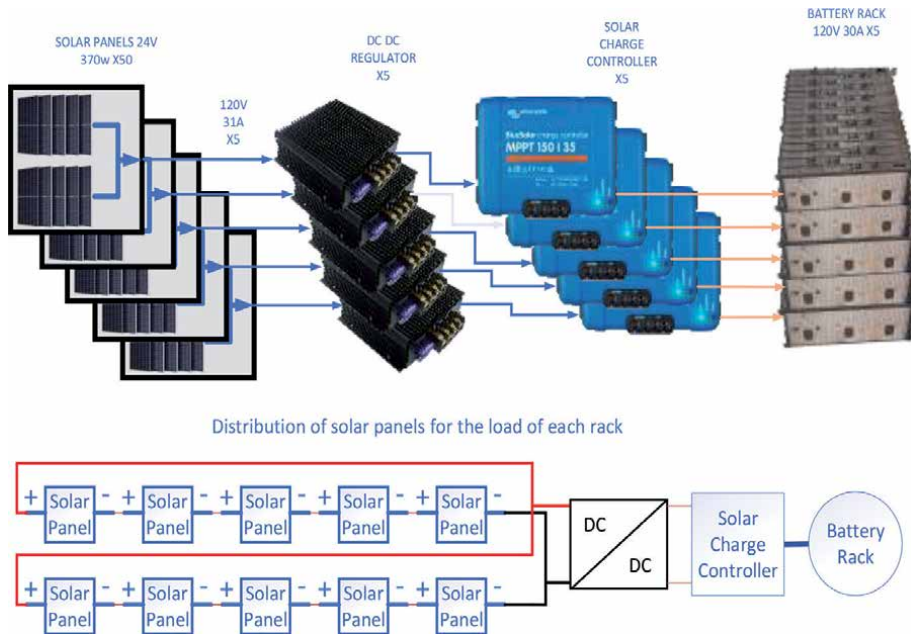 SOLAR PANELS 24V
370w X50
DC DC
REGULATOR
X5
SOLAR
CHARGE
CONTROLLER
X5
BATTERY RACK
120V 30A X5
120V
31A
X5
BlueSolar charge controller
MPPT 150 | 35
Distribution of solar panels for the load of each rack
+ Solar Panel - + Solar Panel - + Solar Panel - + Solar Panel - + Solar Panel -
DC
DC
Solar
Charge
Controller
Battery
Rack
+ Solar Panel - + Solar Panel - + Solar Panel - + Solar Panel - + Solar Panel -